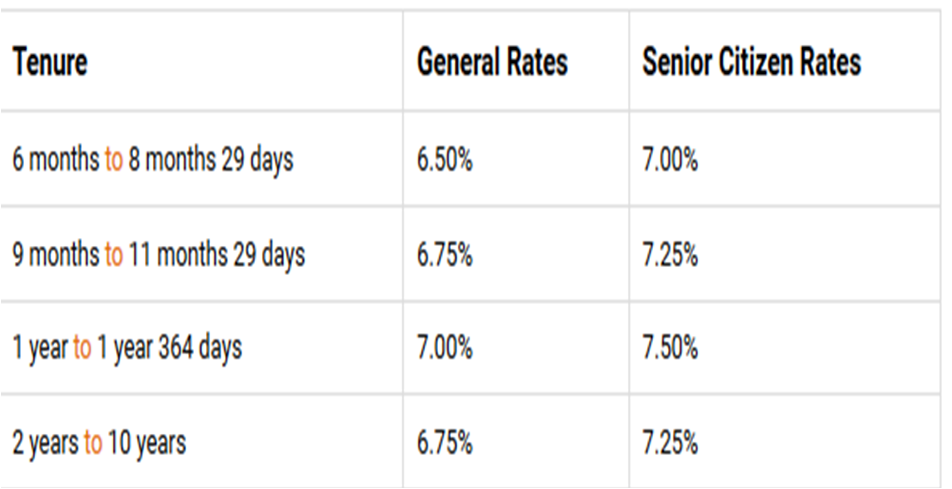 Tenure General Rates Senior Citizen Rates
6 months to 8 months 29 days 6.50% 7.00%
9 months to 11 months 29 days 6.75% 7.25%
1 year to 1 year 364 days 7.00% 7.50%
2 years to 10 years 6.75% 7.25%